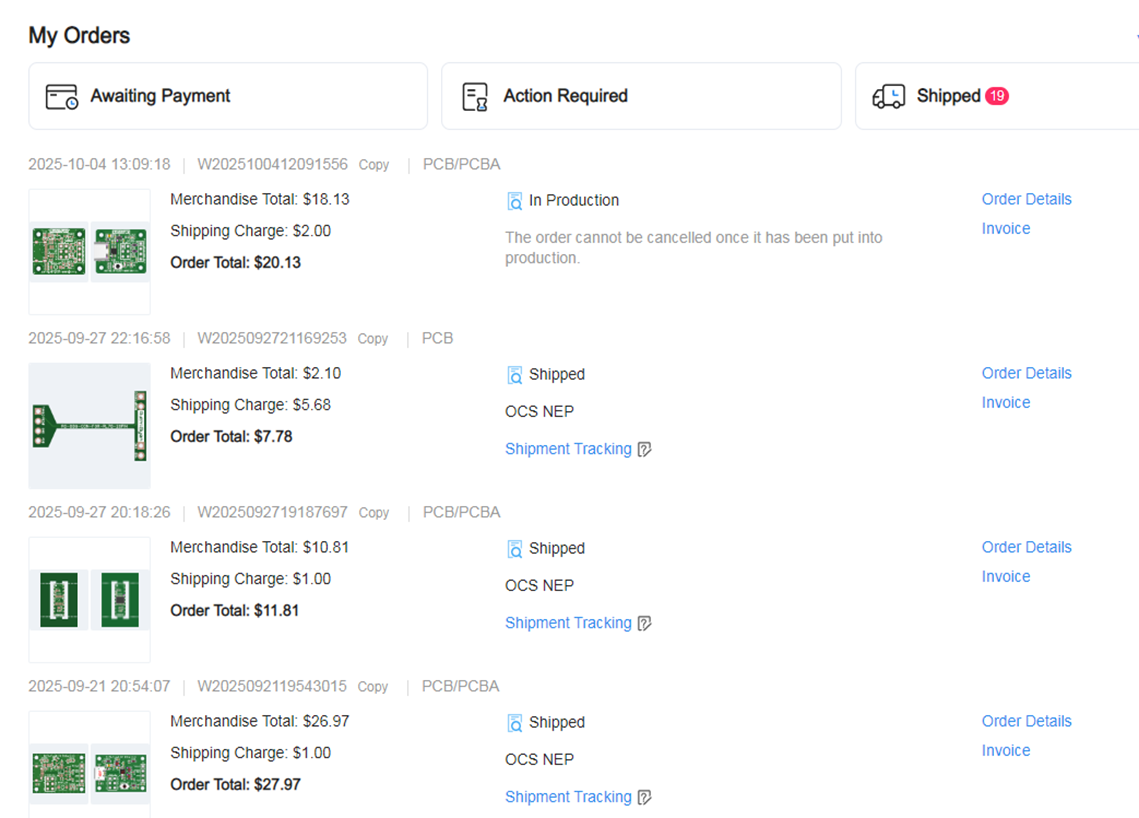 My Orders
Awaiting Payment
Action Required
Shipped 19
2025-10-04 13:09:18 | W2025100412091556 Copy | PCB/PCBA
Merchandise Total: $18.13
Shipping Charge: $2.00
Order Total: $20.13
In Production
The order cannot be cancelled once it has been put into
production.
Order Details
Invoice
2025-09-27 22:16:58 | W2025092721169253 Copy | PCB
Merchandise Total: $2.10
Shipping Charge: $5.68
Order Total: $7.78
Shipped
OCS NEP
Shipment Tracking
Order Details
Invoice
2025-09-27 20:18:26 | W2025092719187697 Copy | PCB/PCBA
Merchandise Total: $10.81
Shipping Charge: $1.00
Order Total: $11.81
Shipped
OCS NEP
Shipment Tracking
Order Details
Invoice
2025-09-21 20:54:07 | W2025092119543015 Copy | PCB/PCBA
Merchandise Total: $26.97
Shipping Charge: $1.00
Order Total: $27.97
Shipped
OCS NEP
Shipment Tracking
Order Details
Invoice